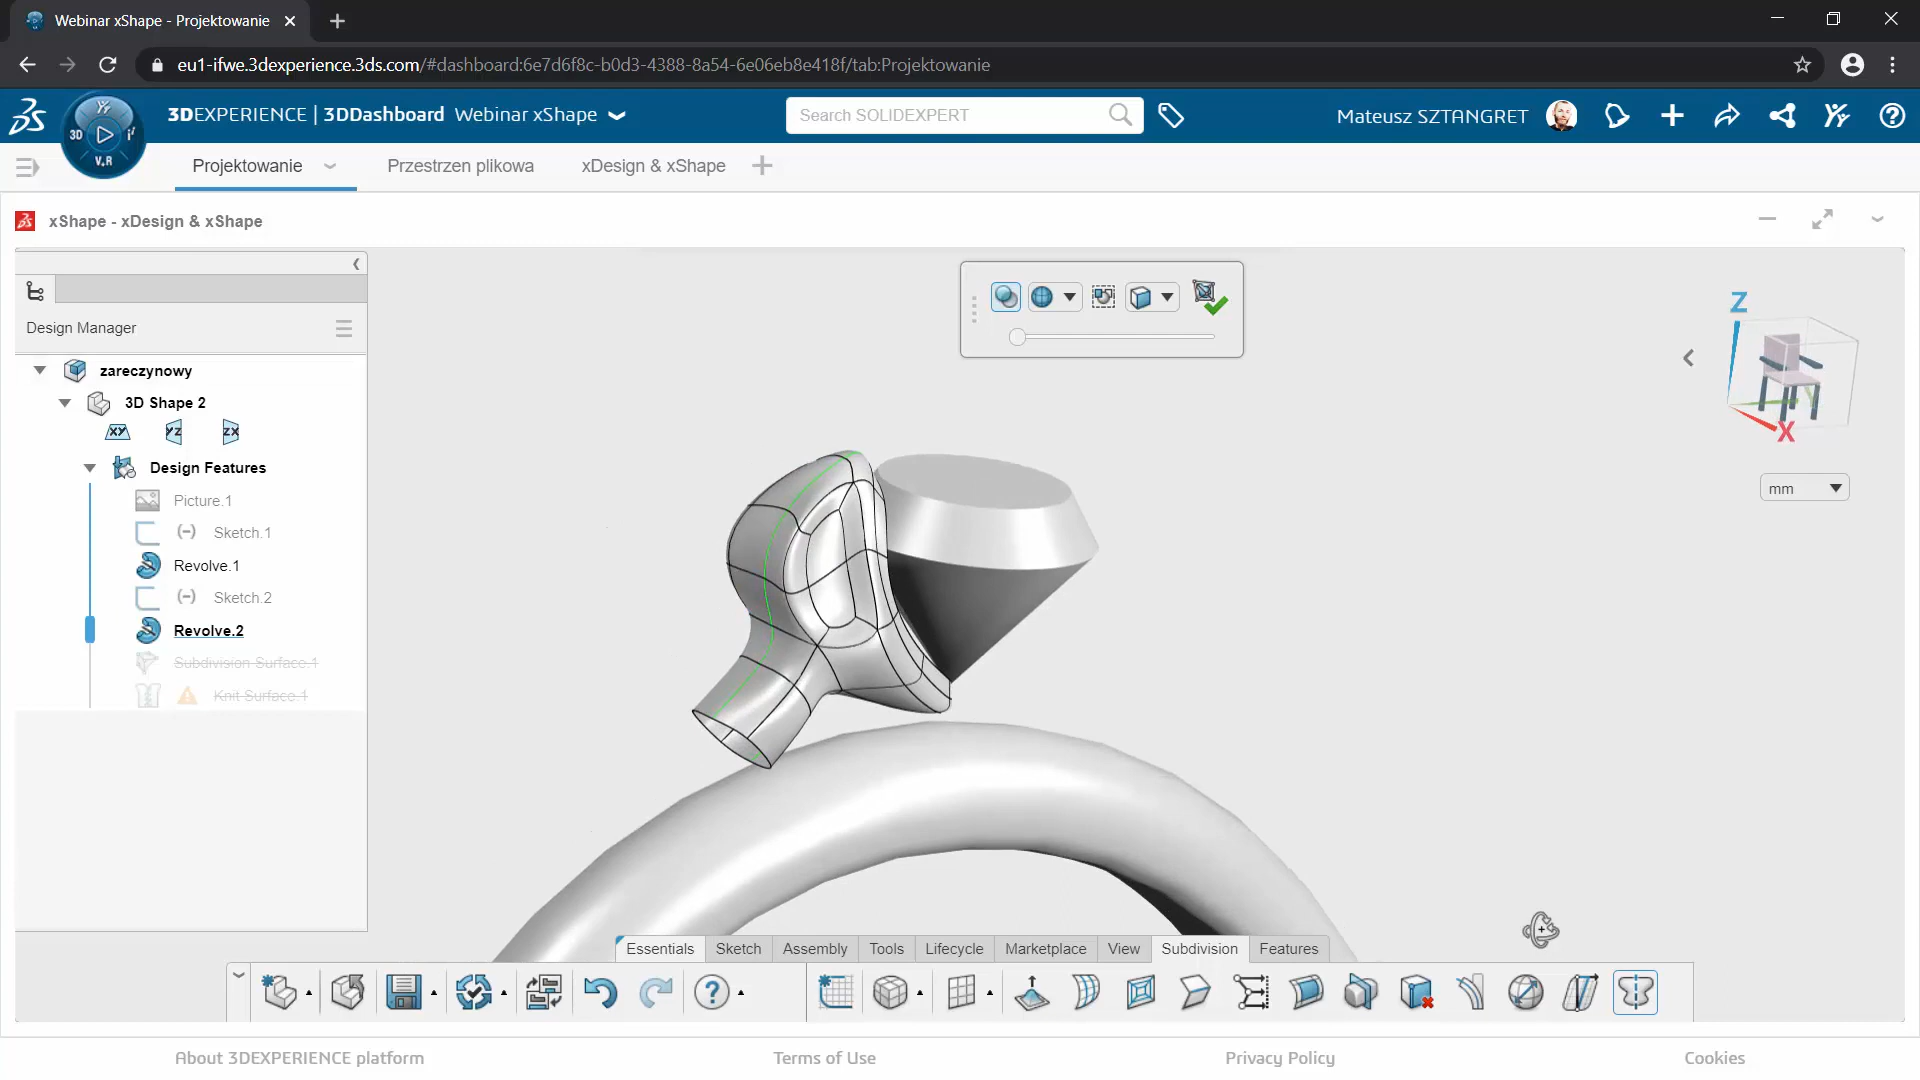 Webinar xShape - Projektowanie
eu1-ifwe.3dexperience.3ds.com/#dashboard:6e7d6f8c-b0d3-4388-8a54-6e06eb8e418f/tab:Projektowanie
3DEXPERIENCE | 3DDashboard Webinar xShape
Search SOLIDEXPERT
Mateusz SZTANGRET
3D
V.R
Projektowanie
Przestrzen plikowa
xDesign & xShape
xShape - xDesign & xShape
Design Manager
zareczynowy
3D Shape 2
XY
YZ
ZX
Design Features
Picture.1
(-) Sketch.1
Revolve.1
(-) Sketch.2
Revolve.2
Subdivision Surface.1
Knit Surface.1
Z
X
mm
Essentials
Sketch
Assembly
Tools
Lifecycle
Marketplace
View
Subdivision
Features
About 3DEXPERIENCE platform
Terms of Use
Privacy Policy
Cookies